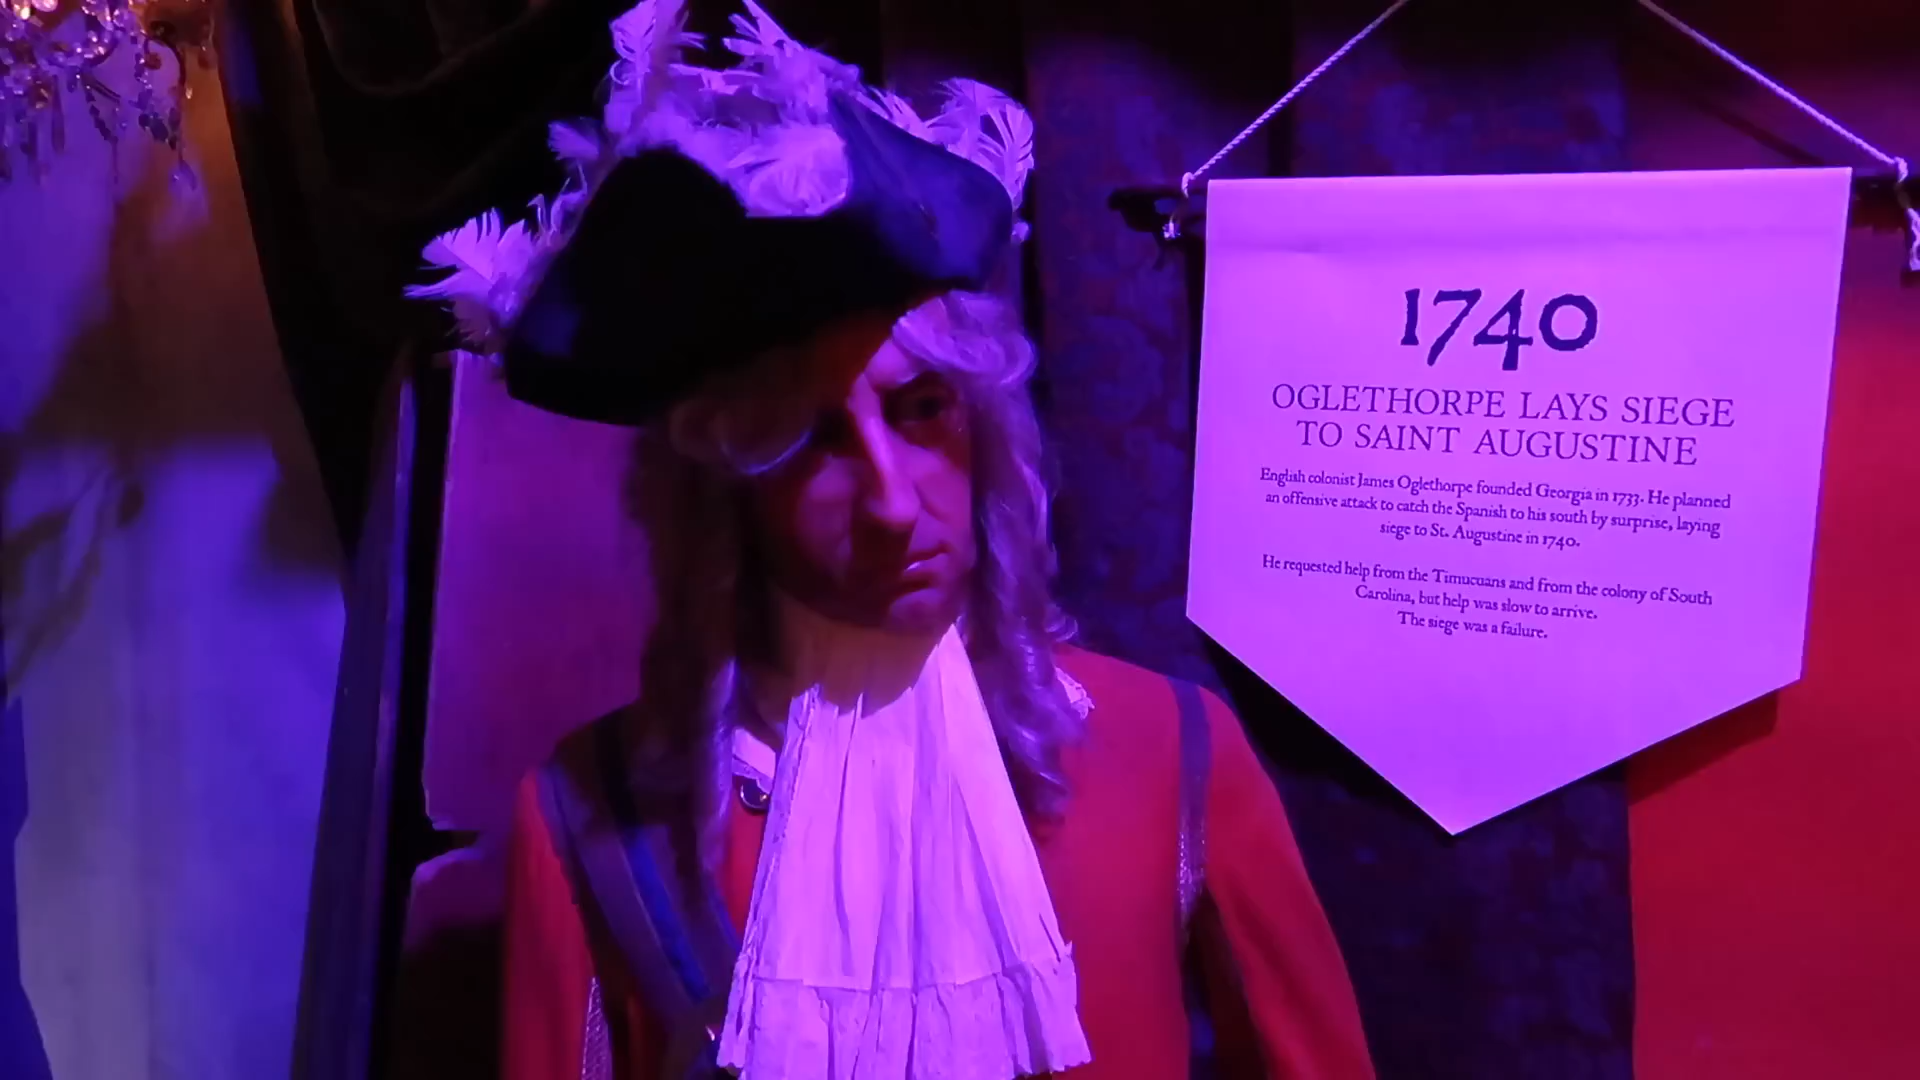 1740
OGLETHORPE LAYS SIEGE
TO SAINT AUGUSTINE
English colonist James Oglethorpe founded Georgia in 1733. He planned
an offensive attack to catch the Spanish to his south by surprise, laying
siege to St. Augustine in 1740.
He requested help from the Timucuans and from the colony of South
Carolina, but help was slow to arrive.
The siege was a failure.